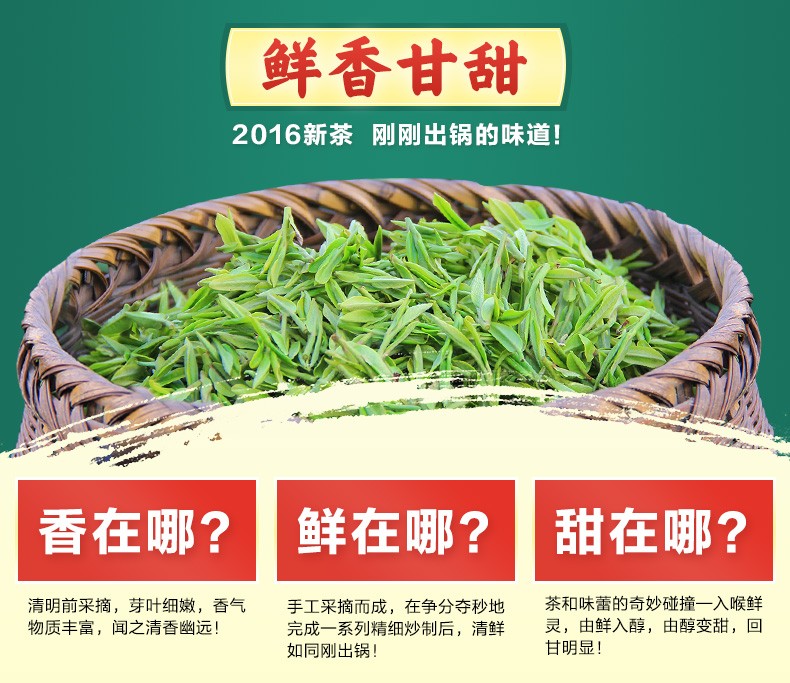 鲜香甘甜
2016新茶 刚刚出锅的味道!
香在哪?
清明前采摘，芽叶细嫩，香气
物质丰富，闻之清香幽远!
鲜在哪?
手工采摘而成，在争分夺秒地
完成一系列精细炒制后，清鲜
如同刚出锅!
甜在哪?
茶和味蕾的奇妙碰撞—入喉鲜
灵，由鲜入醇，由醇变甜，回
甘明显!